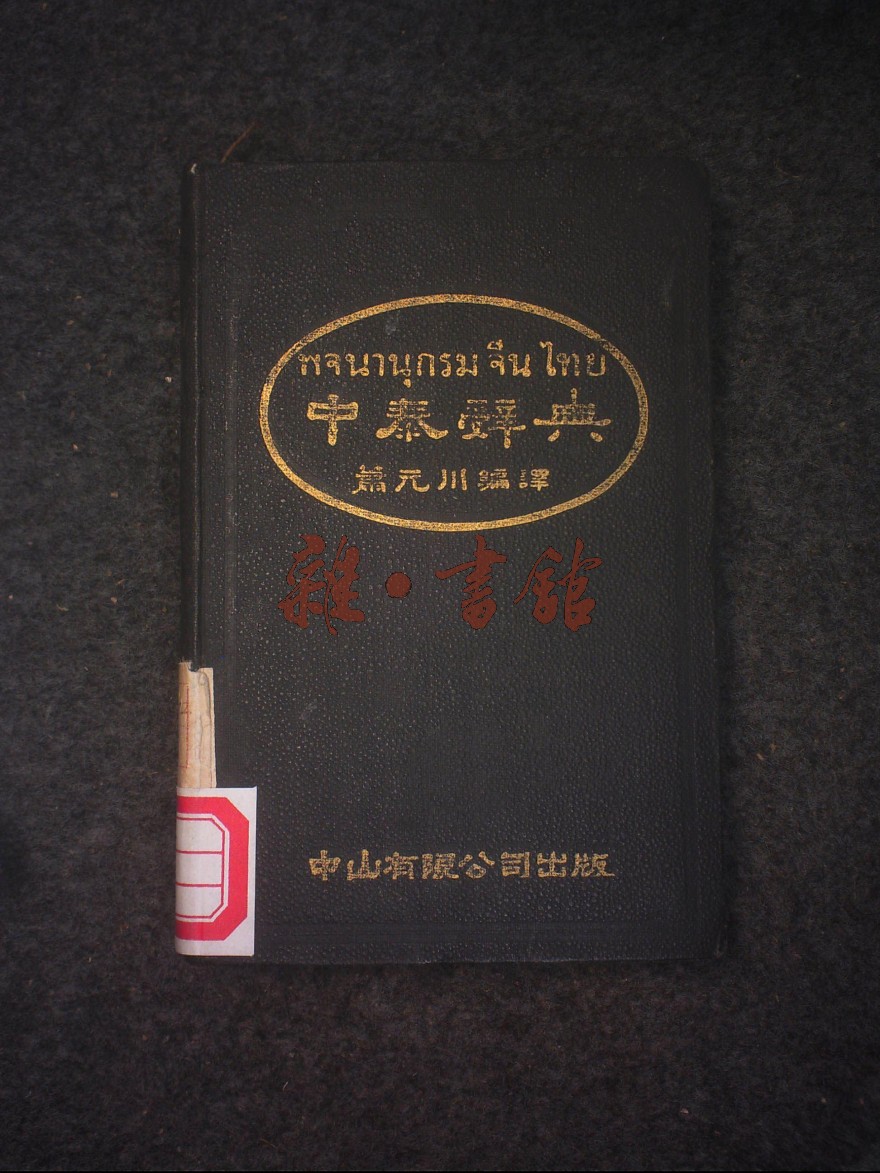 พจนานุกรม จีน ไทย
中泰辭典
蕭元川編譯
雜·書館
中山有限公司出版